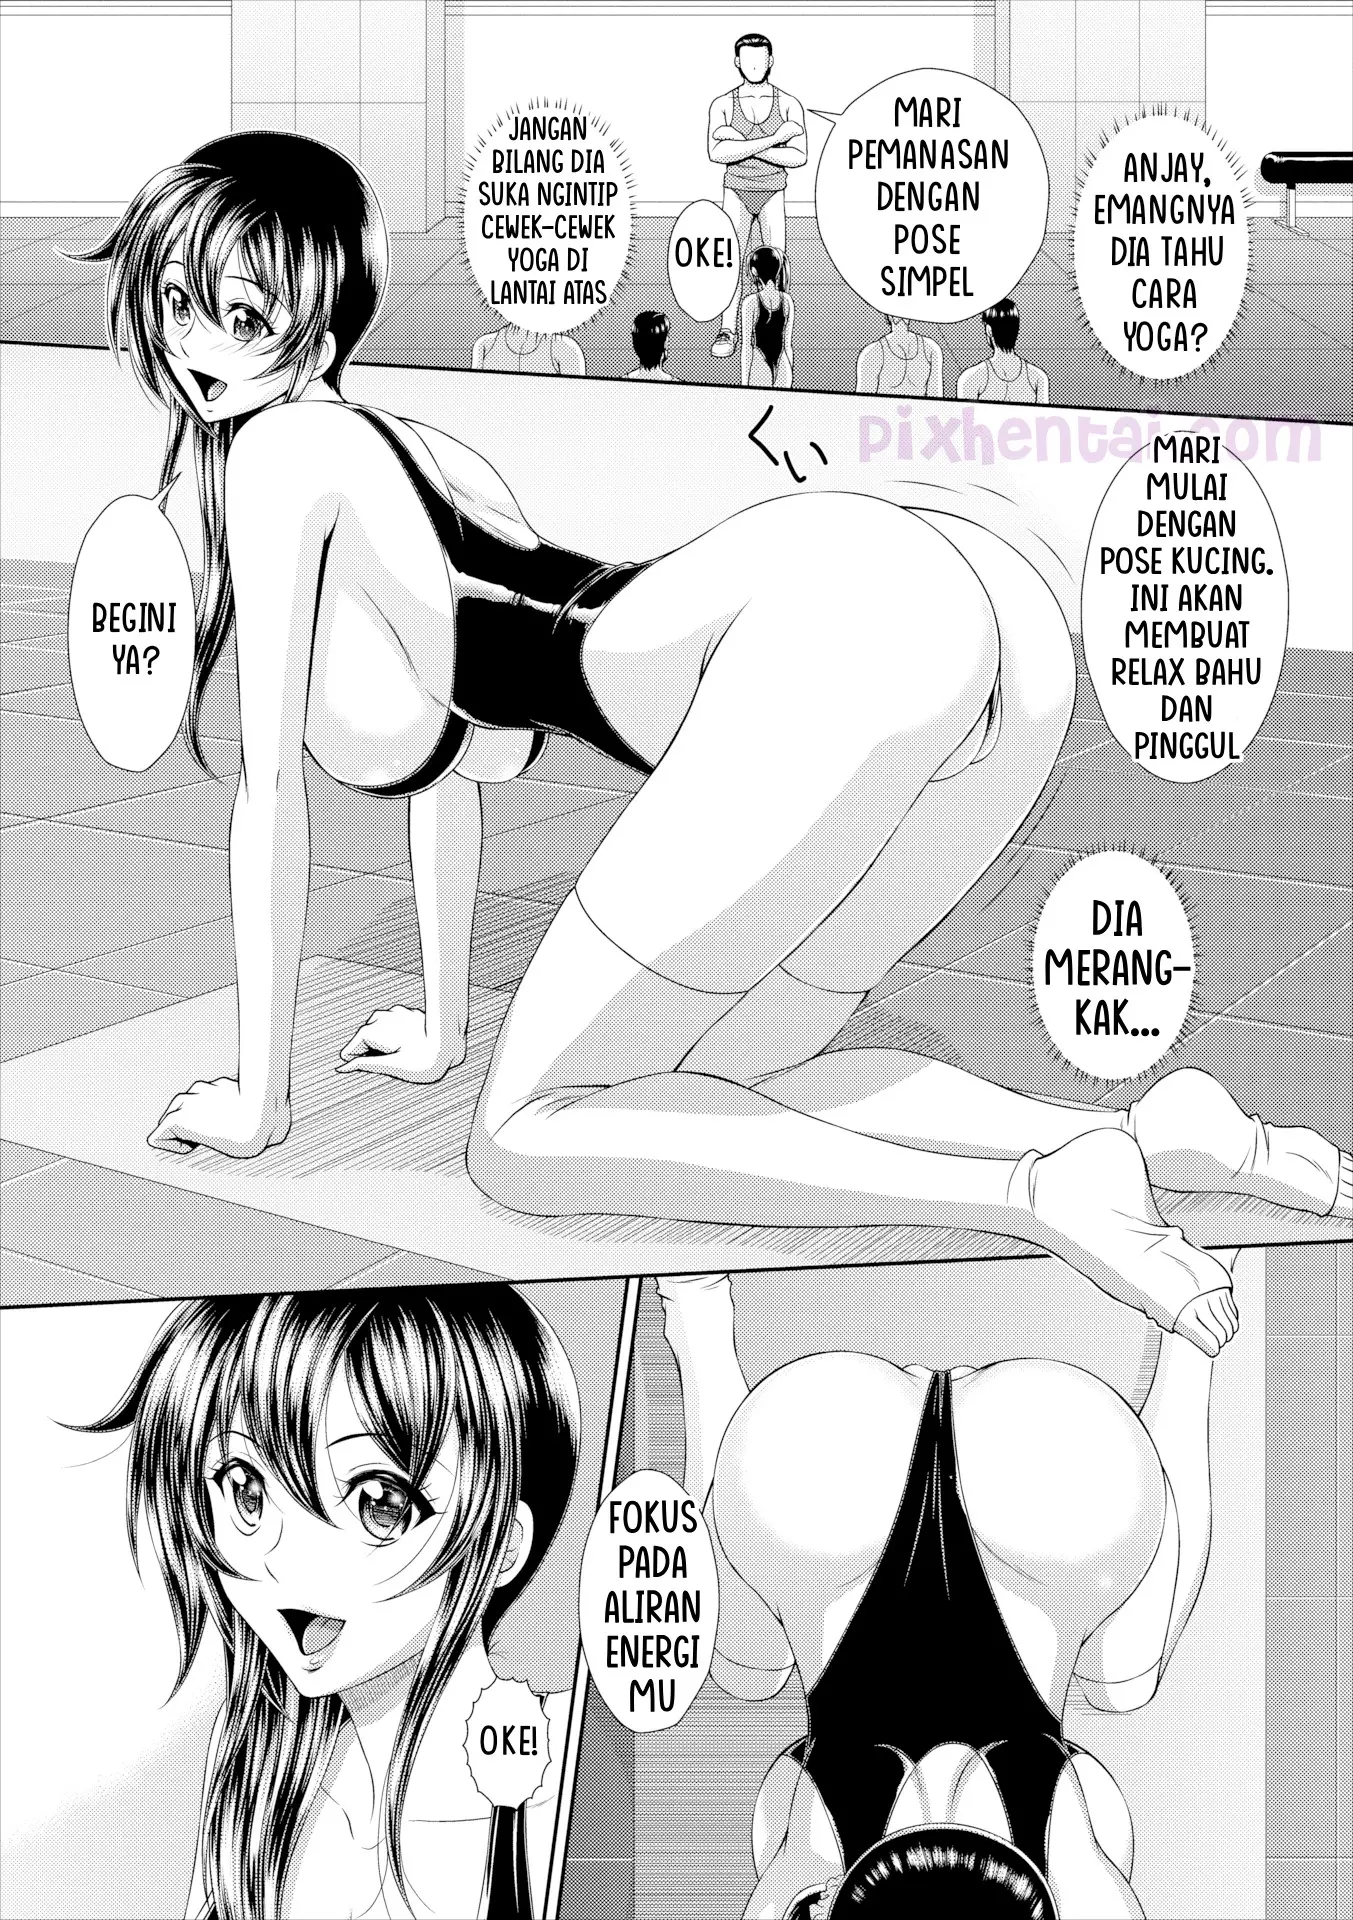 MARI
PEMANASAN
DENGAN
POSE
SIMPEL
ANJAY,
EMANGNYA
DIA TAHU
CARA
YOGA?
OKE!
JANGAN
BILANG DIA
SUKA NGINTIP
CEWEK-CEWEK
YOGA DI
LANTAI ATAS
pixhentai.com
くい
MARI
MULAI
DENGAN
POSE KUCING.
INI AKAN
MEMBUAT
RELAX BAHU
DAN
PINGGUL
BEGINI
YA?
DIA
MERANG-
KAK...
FOKUS
PADA
ALIRAN
ENERGI
MU
OKE!